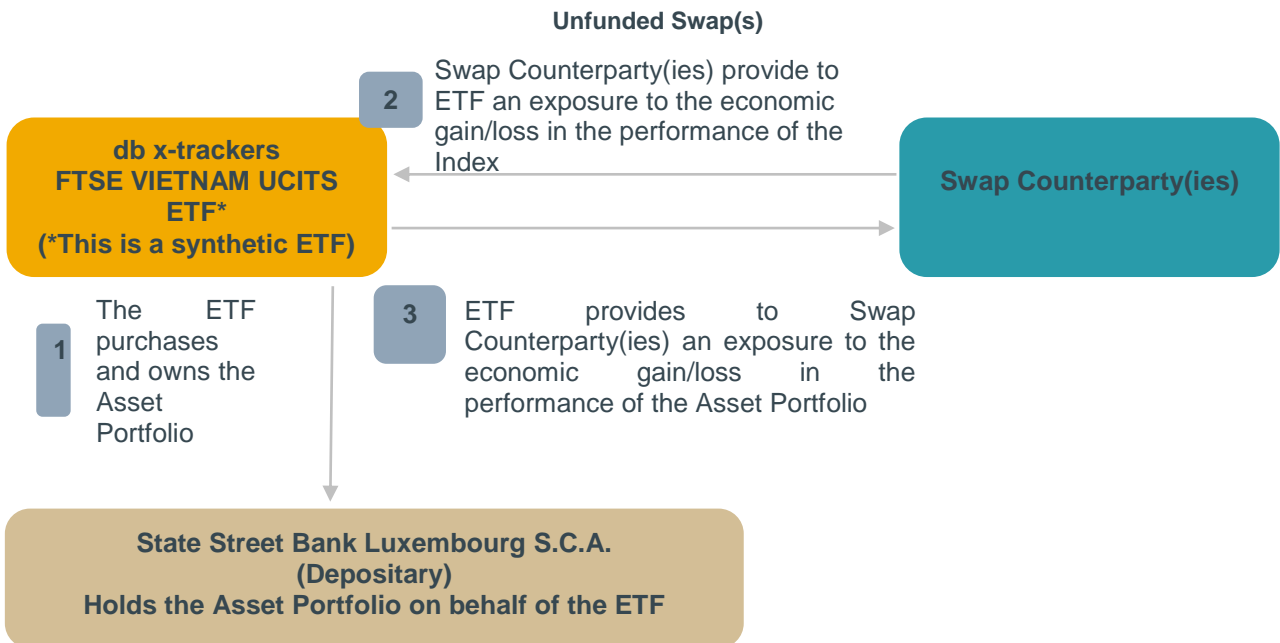 Unfunded Swap(s)
2
Swap Counterparty(ies) provide to
ETF an exposure to the economic
gain/loss in the performance of the
Index
db x-trackers
FTSE VIETNAM UCITS
ETF*
(*This is a synthetic ETF)
Swap Counterparty(ies)
1
The ETF
purchases
and owns the
Asset
Portfolio
3
ETF provides to Swap
Counterparty(ies) an exposure to the
economic gain/loss in the
performance of the Asset Portfolio
State Street Bank Luxembourg S.C.A.
(Depositary)
Holds the Asset Portfolio on behalf of the ETF